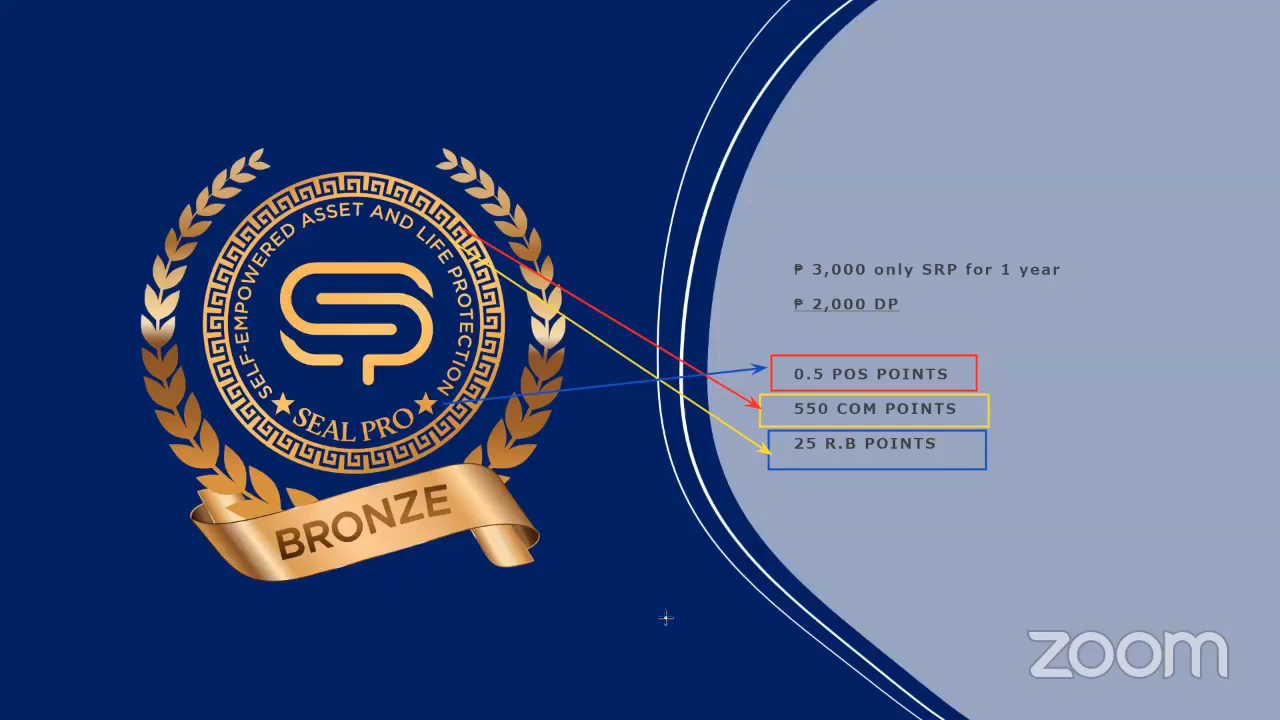 SELF-EMPOWERED ASSET AND LIFE PROTECTION
SEAL PRO
BRONZE
₱ 3,000 only SRP for 1 year
₱ 2,000 DP
0.5 POS POINTS
550 COM POINTS
25 R.B POINTS
zoom